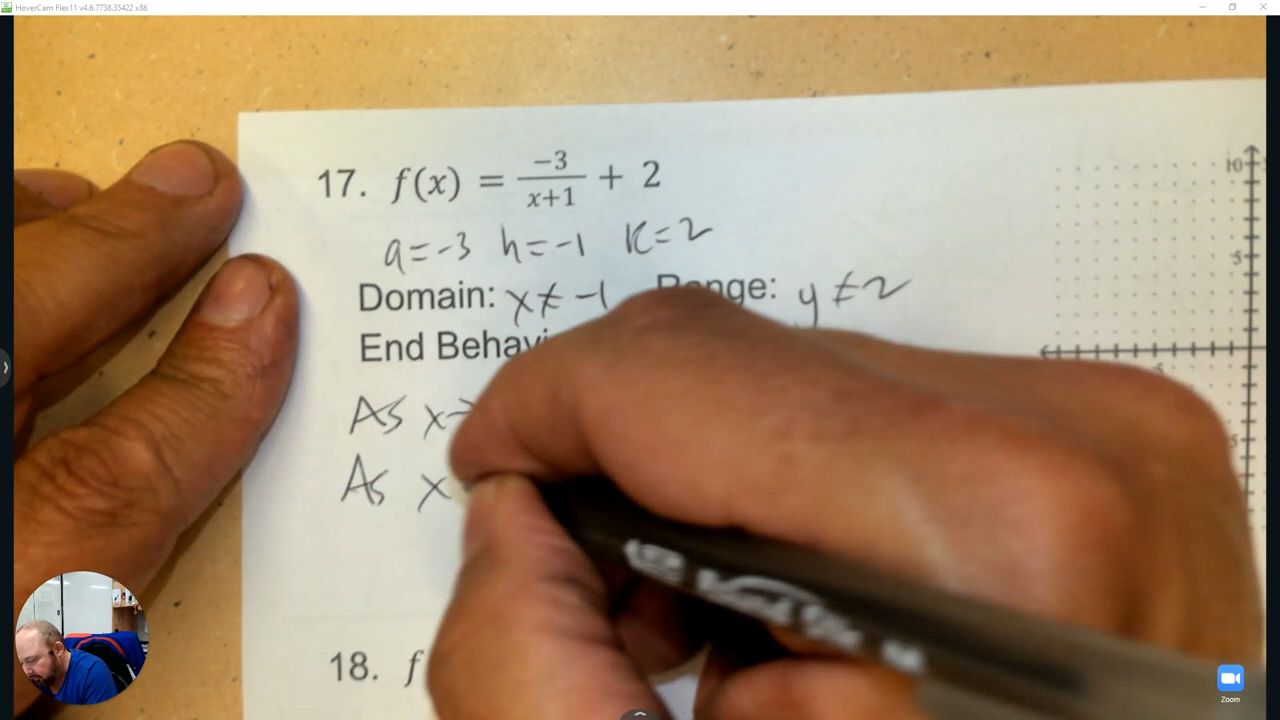 HoverCam Flex11 v4.6.7738.35422 x86
17. f(x) = -3/(x+1) + 2
a=-3 h=-1 K=2
Domain: x≠-1 Range: y≠2
End
As x→
As x
18. f
10
5
Zoom